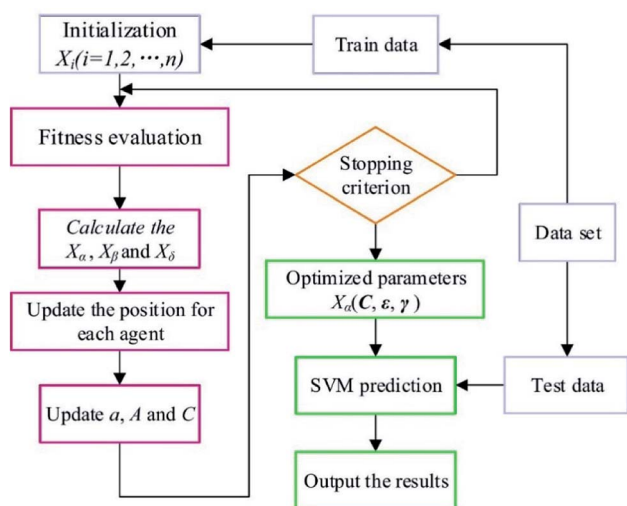 Initialization
Xᵢ(i=1,2,⋯,n)
Train data
Fitness evaluation
Stopping
criterion
Calculate the
Xα, Xβ and Xδ
Data set
Optimized parameters
Xα(C, ε, γ)
Update the position for
each agent
SVM prediction
Test data
Update a, A and C
Output the results